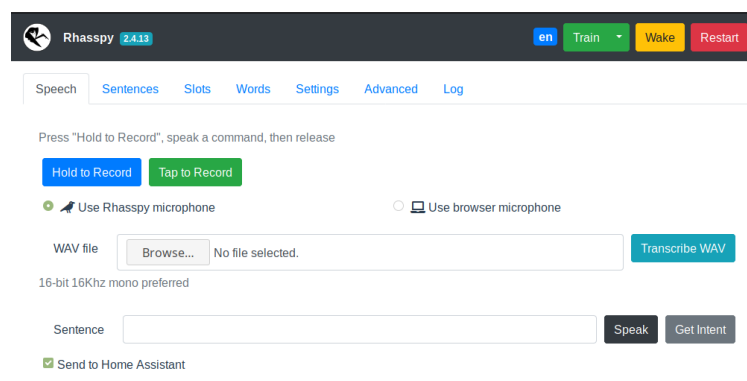 Rhasspy 2.4.13 en Train Wake Restart
Speech Sentences Slots Words Settings Advanced Log
Press "Hold to Record", speak a command, then release
Hold to Record Tap to Record
Use Rhasspy microphone Use browser microphone
WAV file Browse... No file selected. Transcribe WAV
16-bit 16Khz mono preferred
Sentence Speak Get Intent
Send to Home Assistant